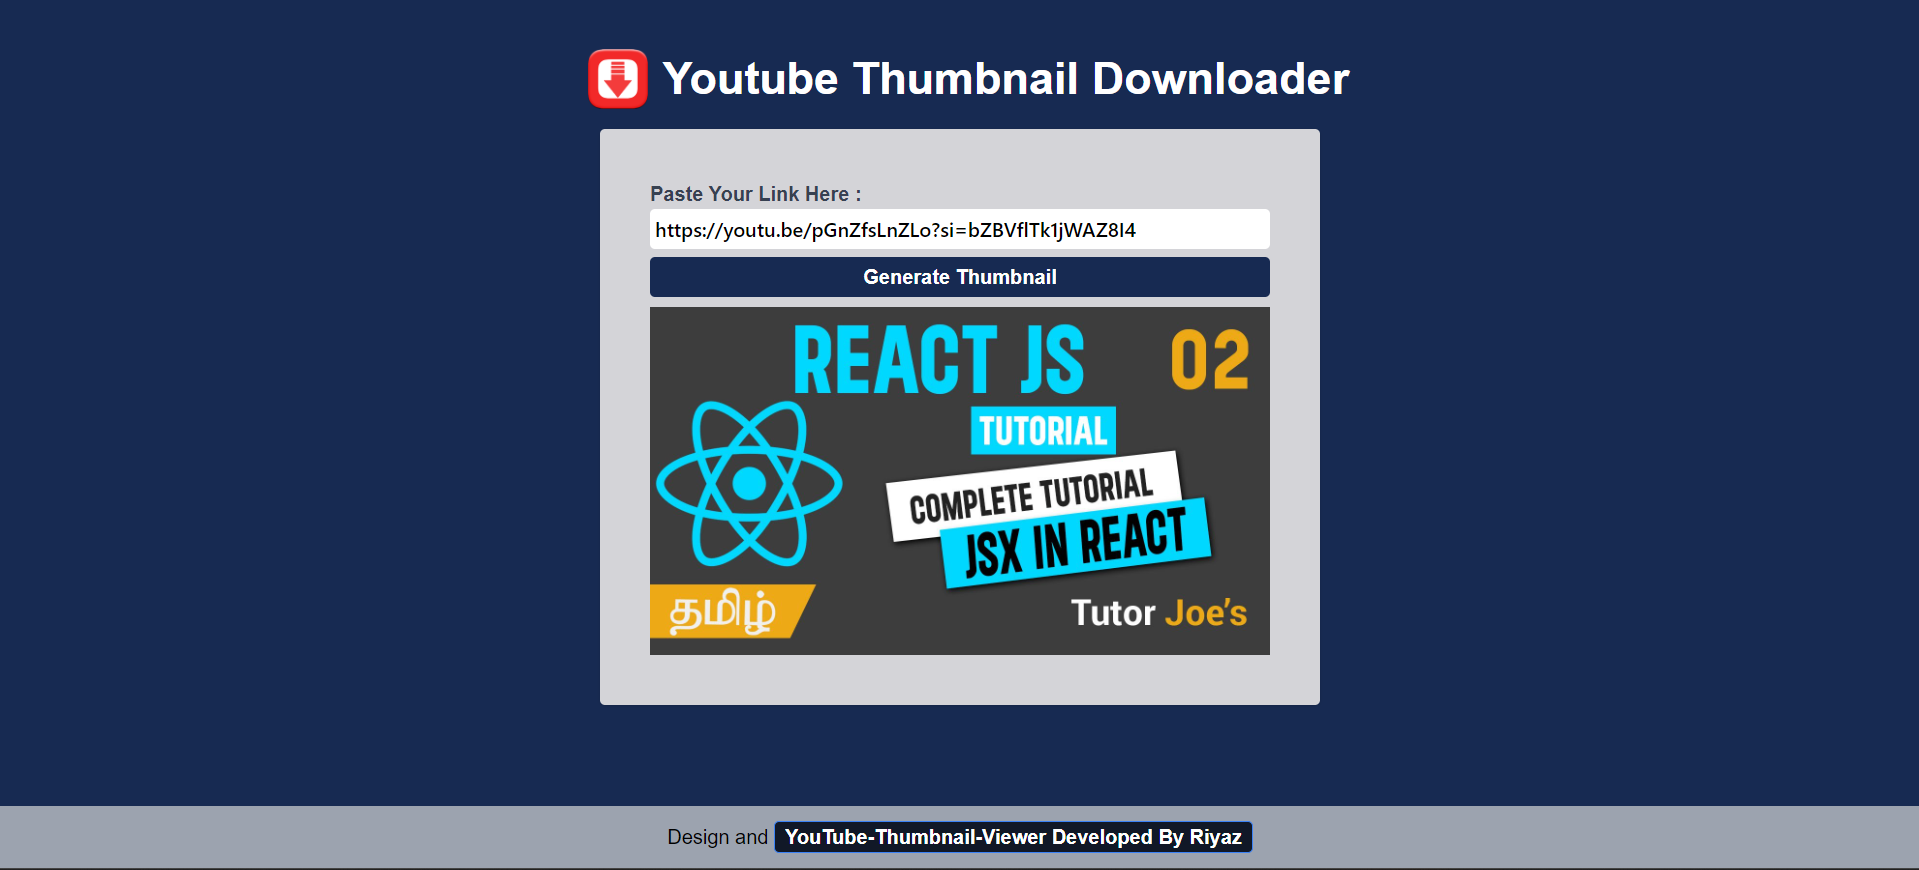 Youtube Thumbnail Downloader
Paste Your Link Here :
https://youtu.be/pGnZfsLnZLo?si=bZBVflTk1jWAZ8I4
Generate Thumbnail
REACT JS
02
TUTORIAL
COMPLETE TUTORIAL
JSX IN REACT
தமிழ்
Tutor Joe's
Design and YouTube-Thumbnail-Viewer Developed By Riyaz